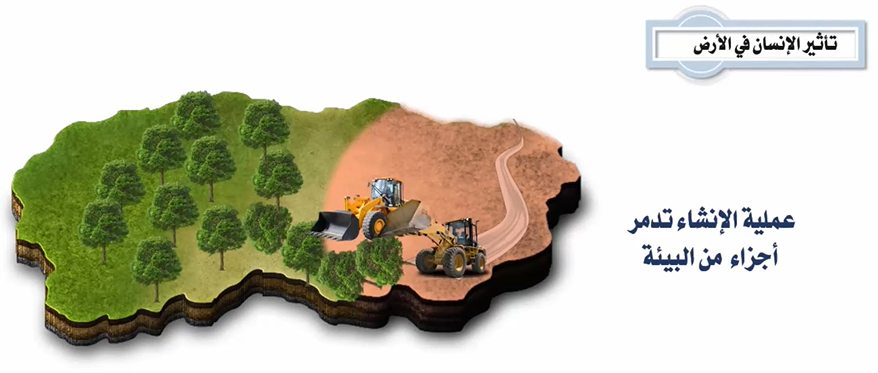 تأثير الإنسان في الأرض
عملية الإنشاء تدمر
أجزاء من البيئة